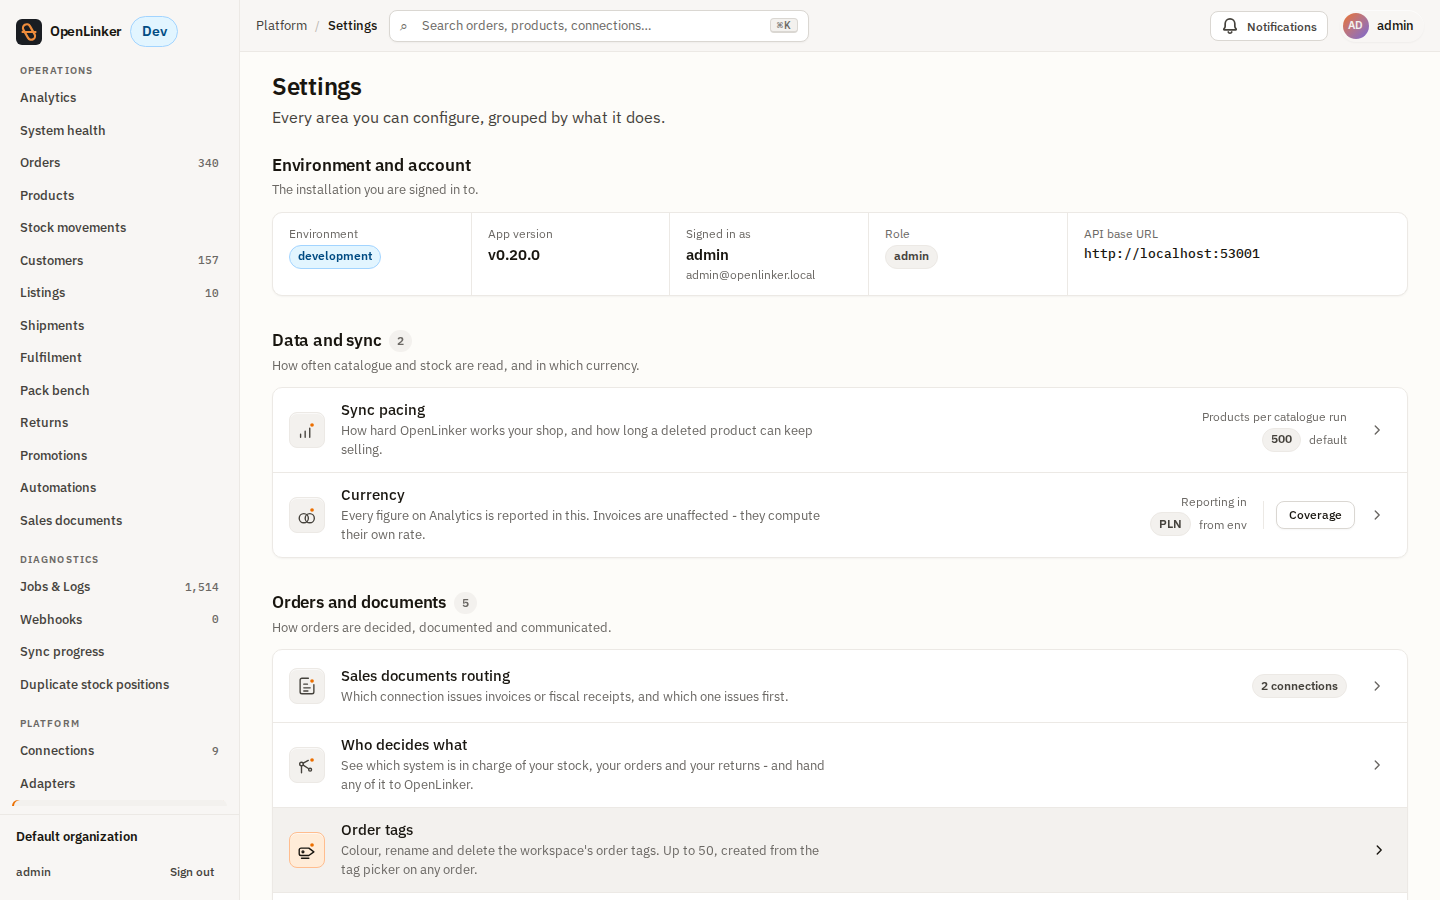 OpenLinker
Dev
OPERATIONS
Analytics
System health
Orders 340
Products
Stock movements
Customers 157
Listings 10
Shipments
Fulfilment
Pack bench
Returns
Promotions
Automations
Sales documents
DIAGNOSTICS
Jobs & Logs 1,514
Webhooks 0
Sync progress
Duplicate stock positions
PLATFORM
Connections 9
Adapters
Default organization
admin Sign out
Platform / Settings
Search orders, products, connections...
⌘K
Notifications
AD admin
Settings
Every area you can configure, grouped by what it does.
Environment and account
The installation you are signed in to.
Environment
development
App version
v0.20.0
Signed in as
admin
admin@openlinker.local
Role
admin
API base URL
http://localhost:53001
Data and sync 2
How often catalogue and stock are read, and in which currency.
Sync pacing
How hard OpenLinker works your shop, and how long a deleted product can keep
selling.
Products per catalogue run
500 default
Currency
Every figure on Analytics is reported in this. Invoices are unaffected - they compute
their own rate.
Reporting in
PLN from env
Coverage
Orders and documents 5
How orders are decided, documented and communicated.
Sales documents routing
Which connection issues invoices or fiscal receipts, and which one issues first.
2 connections
Who decides what
See which system is in charge of your stock, your orders and your returns - and hand
any of it to OpenLinker.
Order tags
Colour, rename and delete the workspace's order tags. Up to 50, created from the
tag picker on any order.